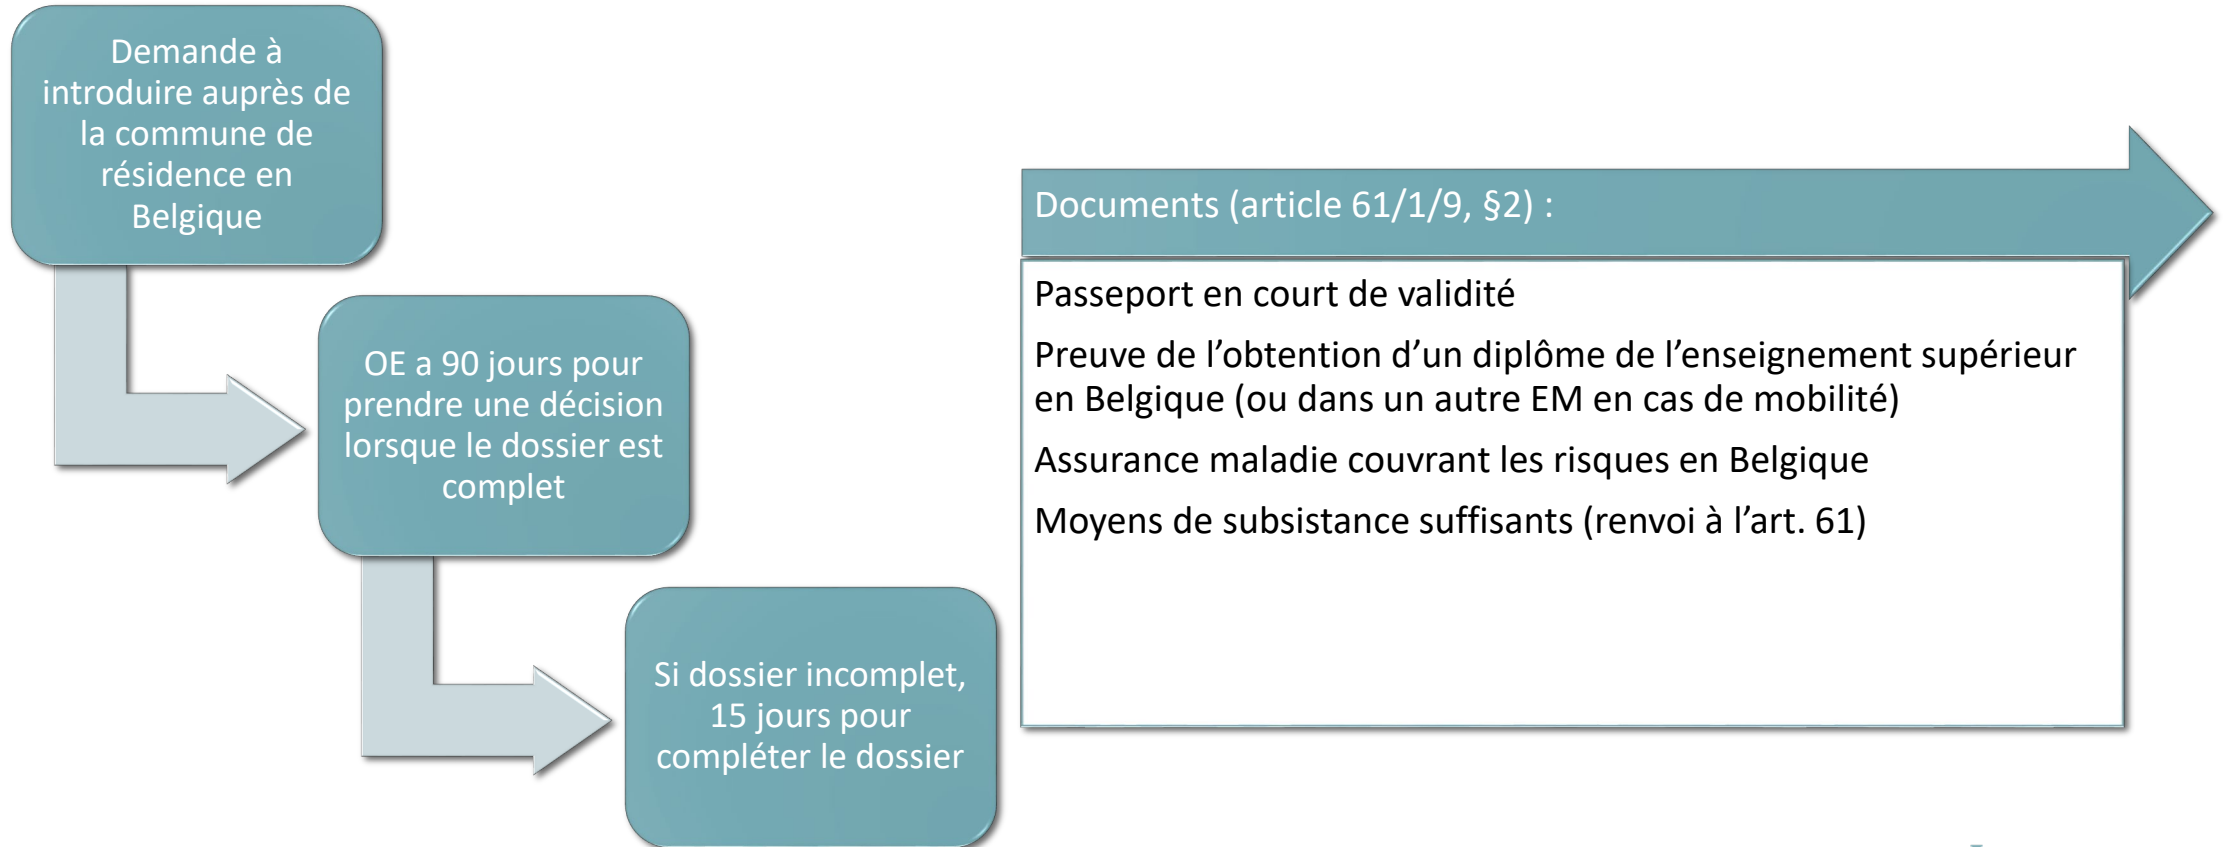 Demande à
introduire auprès de
la commune de
résidence en
Belgique
OE a 90 jours pour
prendre une décision
lorsque le dossier est
complet
Si dossier incomplet,
15 jours pour
compléter le dossier
Documents (article 61/1/9, §2) :
Passeport en court de validité
Preuve de l’obtention d’un diplôme de l’enseignement supérieur
en Belgique (ou dans un autre EM en cas de mobilité)
Assurance maladie couvrant les risques en Belgique
Moyens de subsistance suffisants (renvoi à l’art. 61)